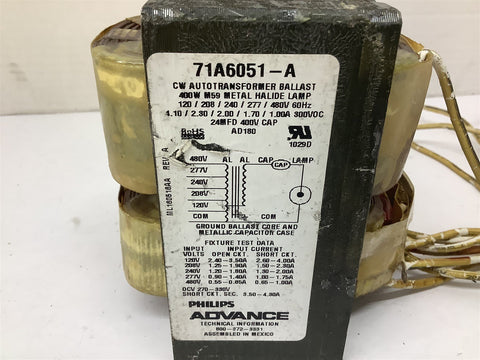 71A6051-A
CW AUTOTRANSFORMER BALLAST
400W M59 METAL HALIDE LAMP
120 / 208 / 240 / 277 / 480V 60Hz
4.10 / 2.30 / 2.00 / 1.70 / 1.00A 300VOC
24MFD 400V CAP
RoHS AD180
1029D
480V AL AL CAP LAMP
277V CAP
240V
208V
120V
COM COM
ML160518AA REV. A
GROUND BALLAST CORE AND
METALLIC CAPACITOR CASE
FIXTURE TEST DATA
INPUT INPUT CURRENT
VOLTS OPEN CKT. SHORT CKT.
120V 2.40-3.50A 2.60-4.00A
208V 1.25-1.90A 1.50-2.30A
240V 1.20-1.80A 1.30-2.00A
277V 0.90-1.40A 1.00-1.75A
480V 0.55-0.85A 0.65-1.00A
OCV 270-330V
SHORT CKT. SEC. 3.50-4.30A
PHILIPS
ADVANCE
TECHNICAL INFORMATION
800-372-3331
ASSEMBLED IN MEXICO